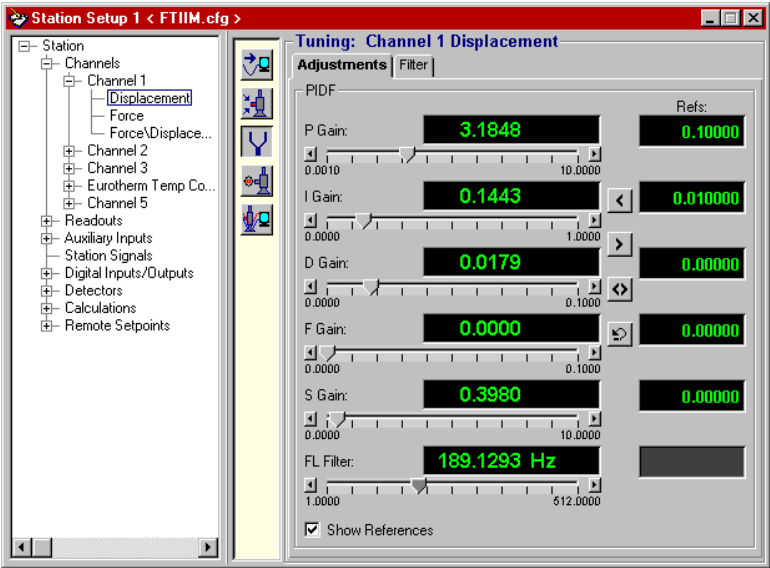 Station Setup 1 < FTIIM.cfg >
Station
Channels
Channel 1
Displacement
Force
Force\Displace...
Channel 2
Channel 3
Eurotherm Temp Co...
Channel 5
Readouts
Auxiliary Inputs
Station Signals
Digital Inputs/Outputs
Detectors
Calculations
Remote Setpoints
Tuning: Channel 1 Displacement
Adjustments Filter
PIDF
Refs:
P Gain: 3.1848 0.10000
0.0010 10.0000
I Gain: 0.1443 0.010000
0.0000 1.0000
D Gain: 0.0179 0.00000
0.0000 0.1000
F Gain: 0.0000 0.00000
0.0000 0.1000
S Gain: 0.3980 0.00000
0.0000 10.0000
FL Filter: 189.1293 Hz
1.0000 512.0000
Show References